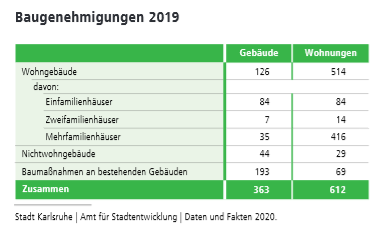 Baugenehmigungen 2019
Gebäude Wohnungen
Wohngebäude 126 514
davon:
Einfamilienhäuser 84 84
Zweifamilienhäuser 7 14
Mehrfamilienhäuser 35 416
Nichtwohngebäude 44 29
Baumaßnahmen an bestehenden Gebäuden 193 69
Zusammen 363 612
Stadt Karlsruhe | Amt für Stadtentwicklung | Daten und Fakten 2020.